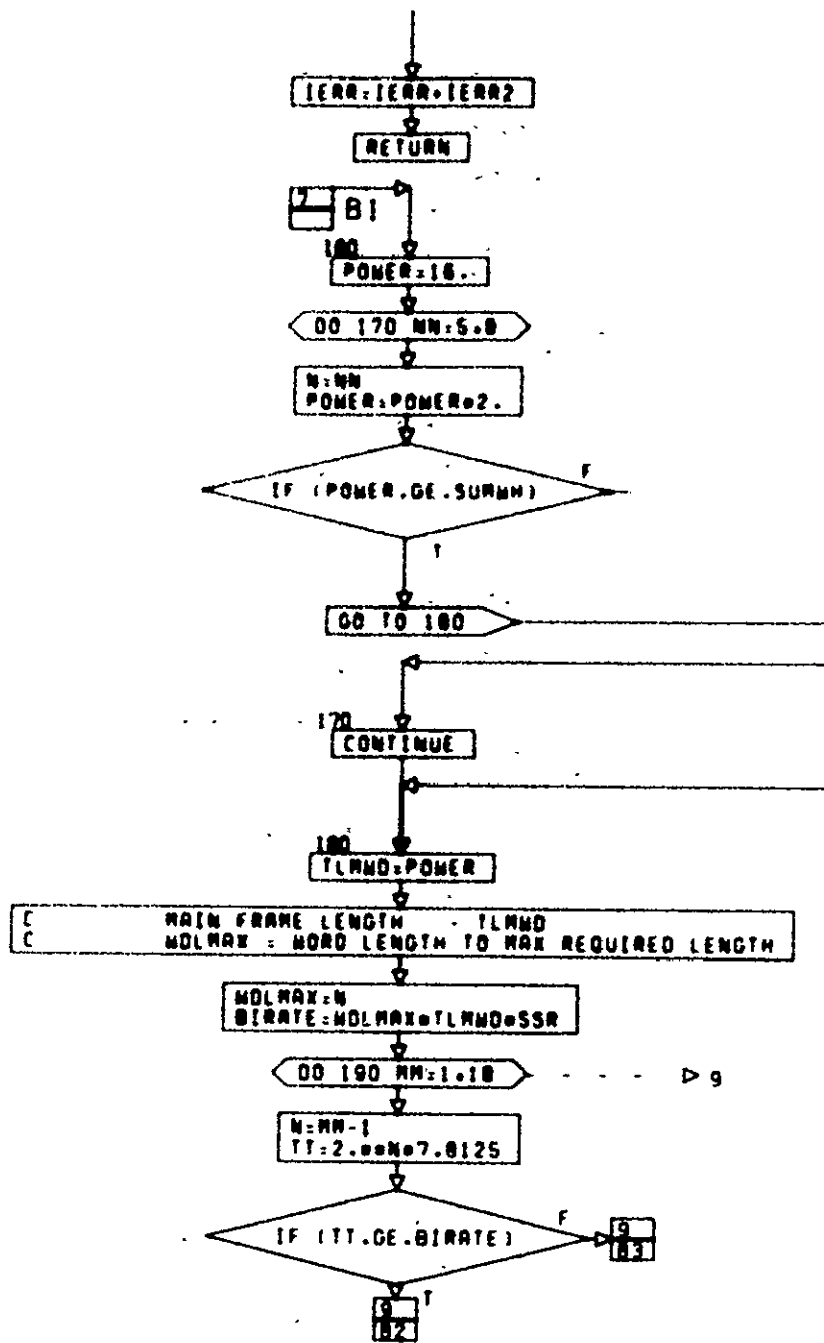 IERR=IERR+IERR2
RETURN
7
B1
160
POWER=16.
DO 170 NN=5,8
N=NN
POWER=POWER*2.
IF (POWER.GE.SUMWH)
F
T
GO TO 180
170
CONTINUE
180
TLMWD=POWER
C MAIN FRAME LENGTH - TLMWD
C WDLMAX = WORD LENGTH TO MAX REQUIRED LENGTH
WDLMAX=N
BIRATE=WDLMAX*TLMWD*SSR
DO 190 MM=1,18
9
N=MM-1
TT=2.**N*7.8125
IF (TT.GE.BIRATE)
F
9
B3
T
9
B2